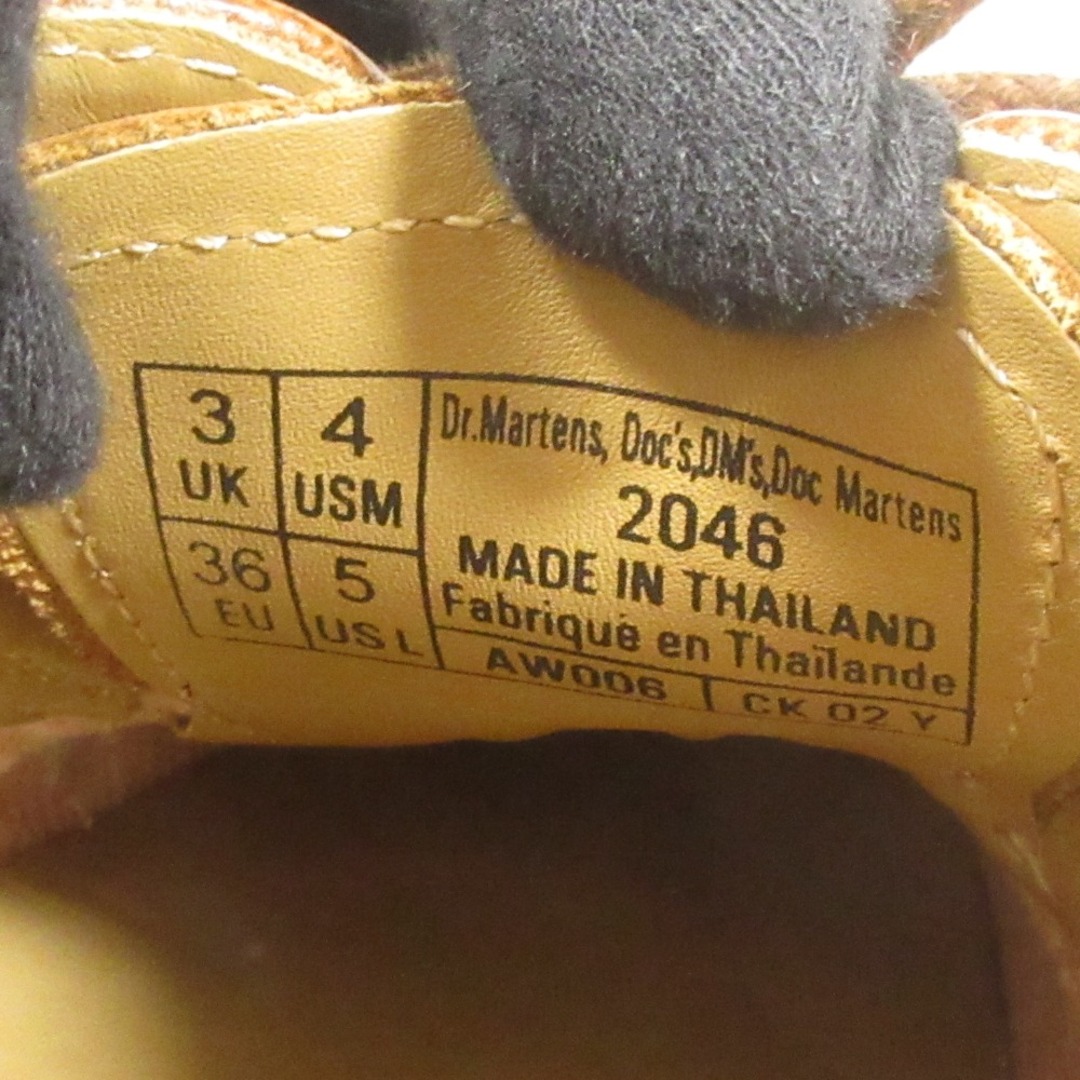 3
UK
4
USM
36
EU
5
US L
Dr.Martens, Doc's,DM's,Doc Martens
2046
MADE IN THAILAND
Fabriqué en Thaïlande
AW006
CK 02 Y